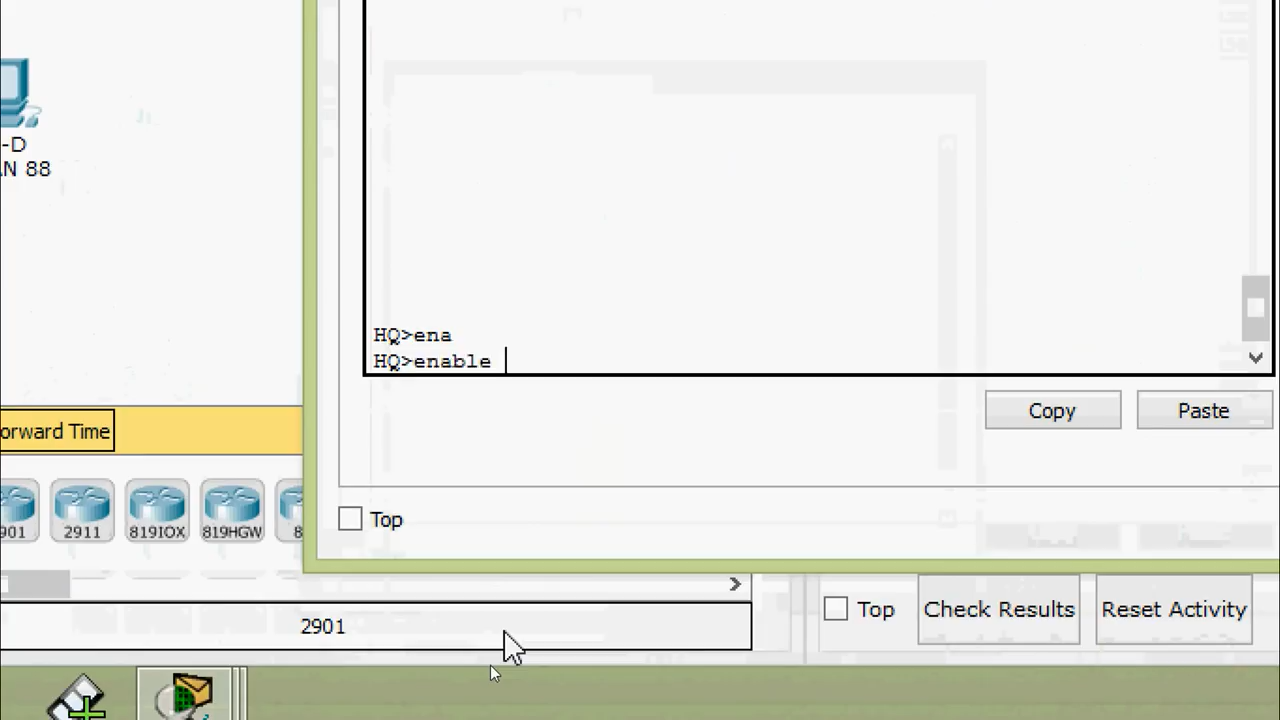 -D
N 88
HQ>ena
HQ>enable
Copy
Paste
orward Time
901
2911
819IOX
819HGW
8
Top
2901
Top
Check Results
Reset Activity